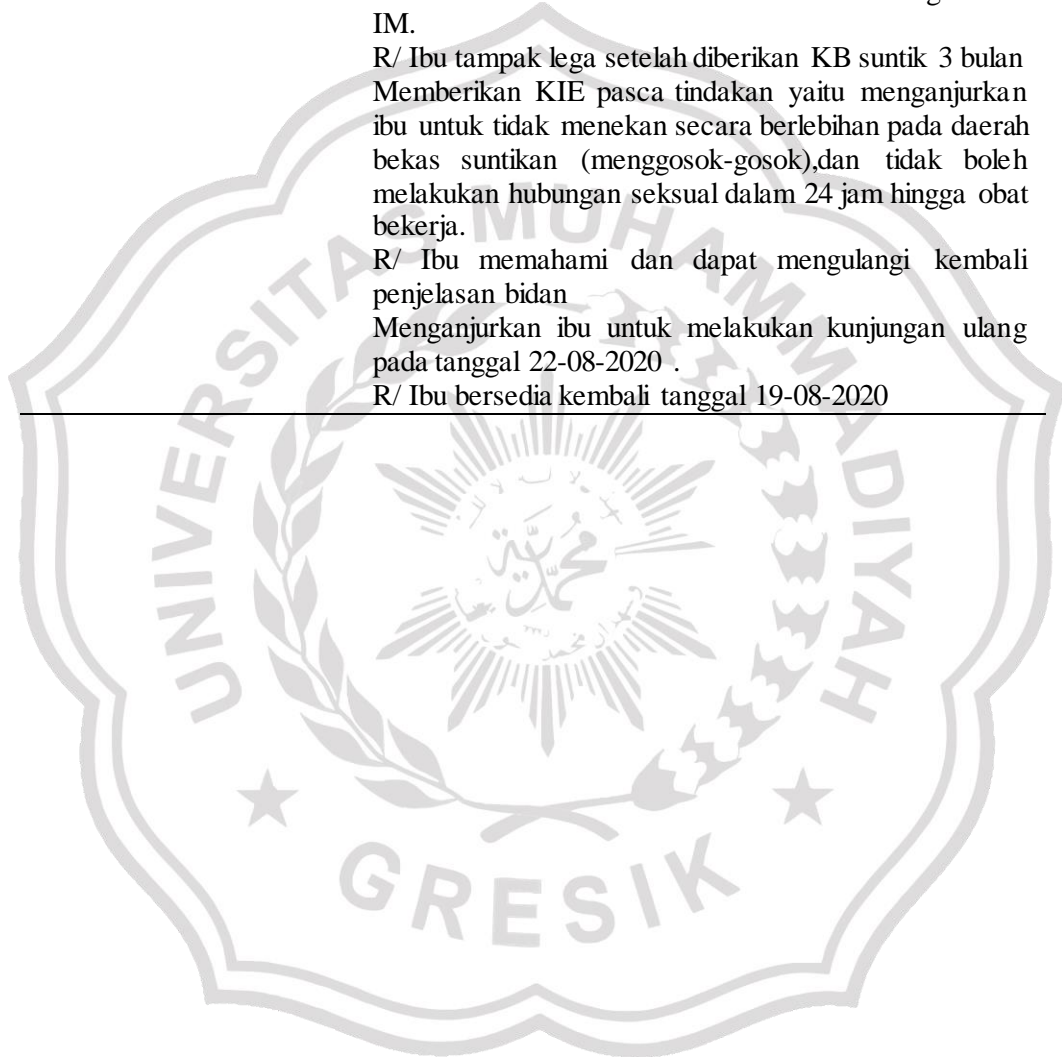 IM.
R/ Ibu tampak lega setelah diberikan KB suntik 3 bulan
Memberikan KIE pasca tindakan yaitu menganjurkan
ibu untuk tidak menekan secara berlebihan pada daerah
bekas suntikan (menggosok-gosok),dan tidak boleh
melakukan hubungan seksual dalam 24 jam hingga obat
bekerja.
R/ Ibu memahami dan dapat mengulangi kembali
penjelasan bidan
Menganjurkan ibu untuk melakukan kunjungan ulang
pada tanggal 22-08-2020 .
R/ Ibu bersedia kembali tanggal 19-08-2020
UNIVERSITAS MUHAMMADIYAH
محمد
GRESIK